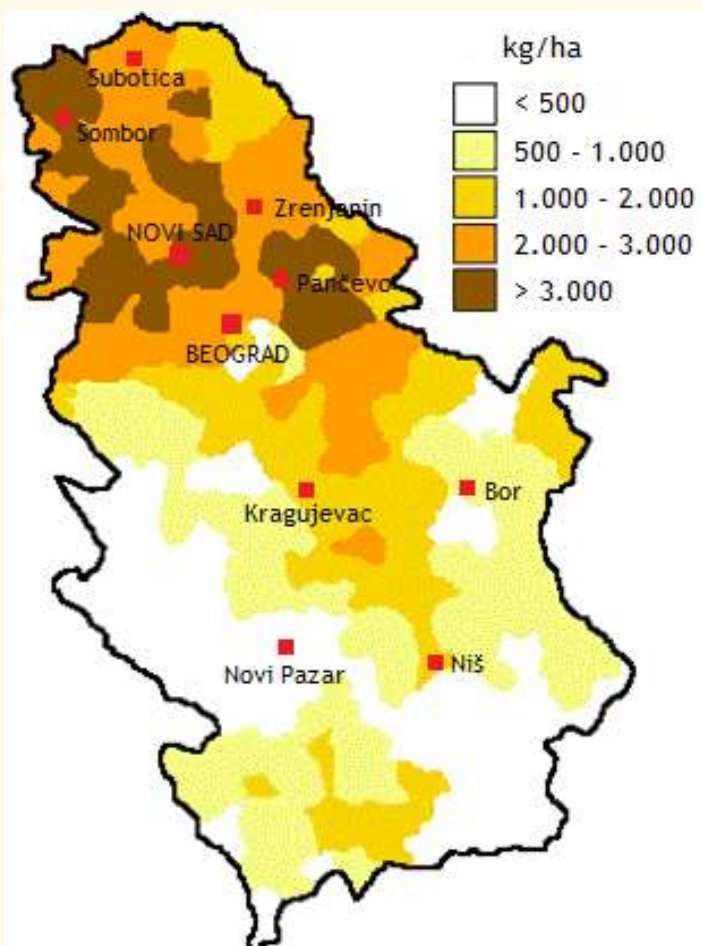 kg/ha
< 500
500 - 1.000
1.000 - 2.000
2.000 - 3.000
> 3.000
Subotica
Sombor
Zrenjanin
NOVI SAD
Pančevo
BEOGRAD
Kragujevac
Bor
Novi Pazar
Niš